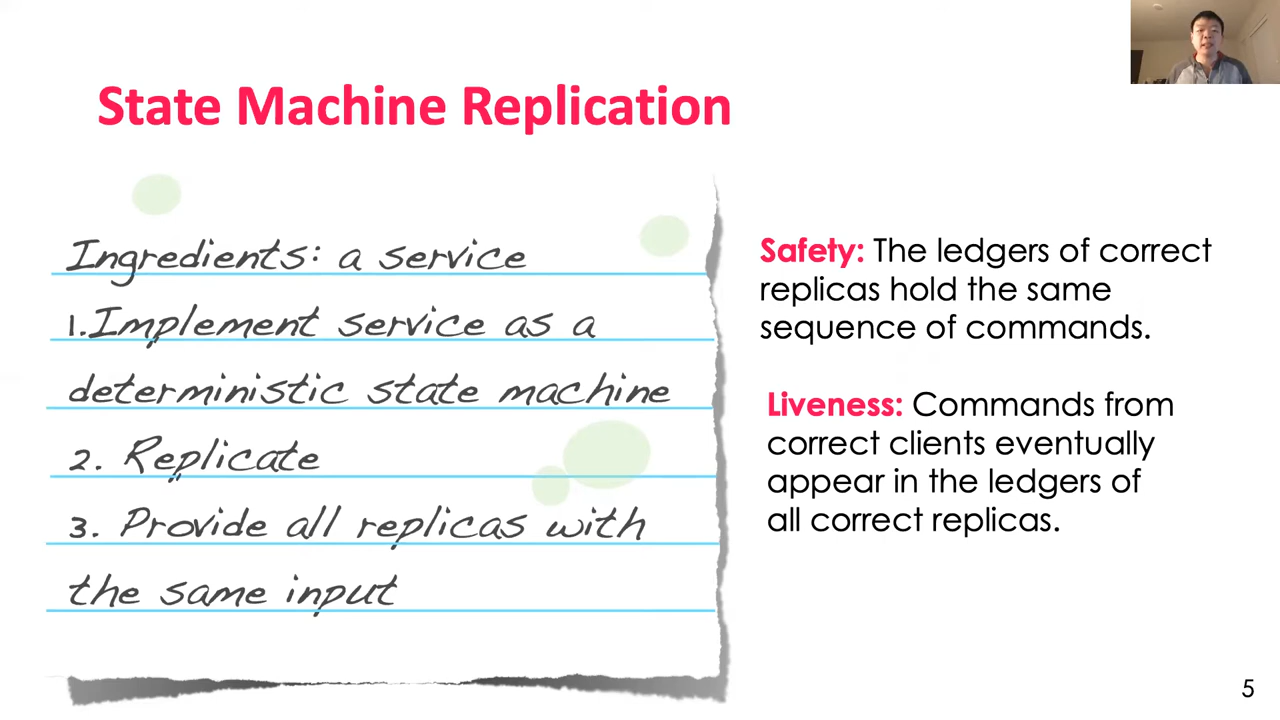 State Machine Replication
Ingredients: a service
1.Implement service as a
deterministic state machine
2. Replicate
3. Provide all replicas with
the same input
Safety: The ledgers of correct
replicas hold the same
sequence of commands.
Liveness: Commands from
correct clients eventually
appear in the ledgers of
all correct replicas.
5